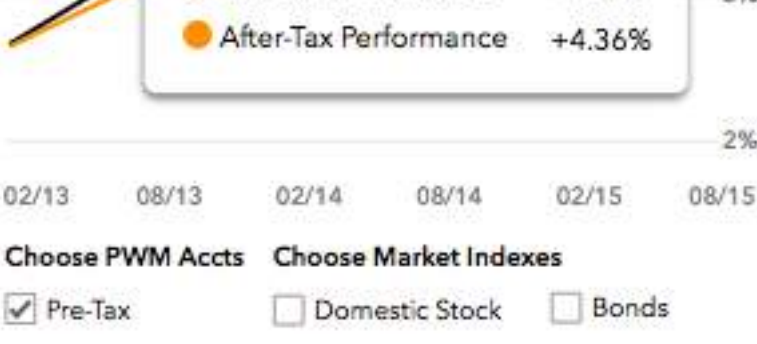 After-Tax Performance +4.36%
2%
02/13 08/13 02/14 08/14 02/15 08/15
Choose PWM Accts Choose Market Indexes
Pre-Tax Domestic Stock Bonds